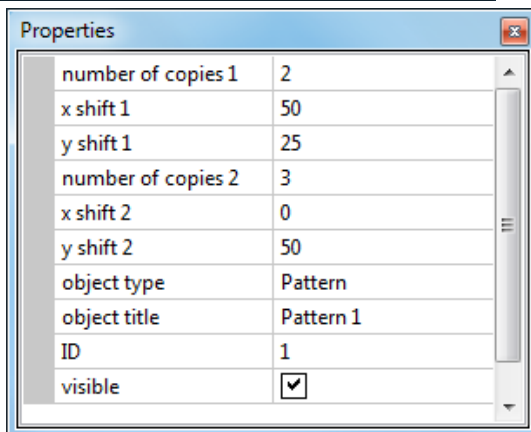 Properties
number of copies 1 2
x shift 1 50
y shift 1 25
number of copies 2 3
x shift 2 0
y shift 2 50
object type Pattern
object title Pattern 1
ID 1
visible